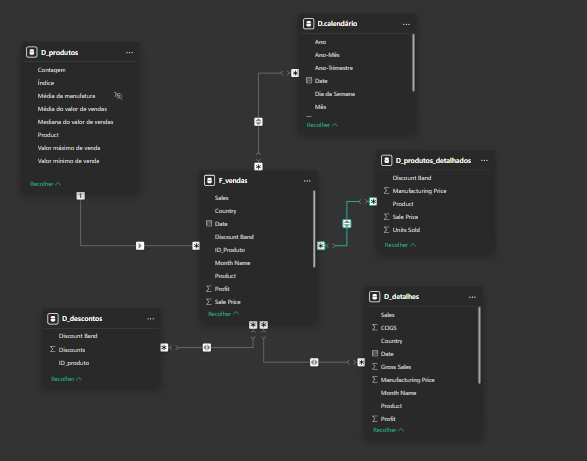 D.calendário
Ano
Ano-Mês
Ano-Trimestre
Date
Dia da Semana
Mês
Recolher
D_produtos
Contagem
Índice
Média da manufatura
Média do valor de vendas
Mediana do valor de vendas
Product
Valor máximo de venda
Valor mínimo de venda
Recolher
1
D_produtos_detalhados
Discount Band
Manufacturing Price
Product
Sale Price
Units Sold
Recolher
F_vendas
Sales
Country
Date
Discount Band
ID_Produto
Month Name
Product
Profit
Sale Price
Recolher
D_descontos
Discount Band
Discounts
ID_produto
Recolher
D_detalhes
Sales
COGS
Country
Date
Gross Sales
Manufacturing Price
Month Name
Product
Profit
Recolher